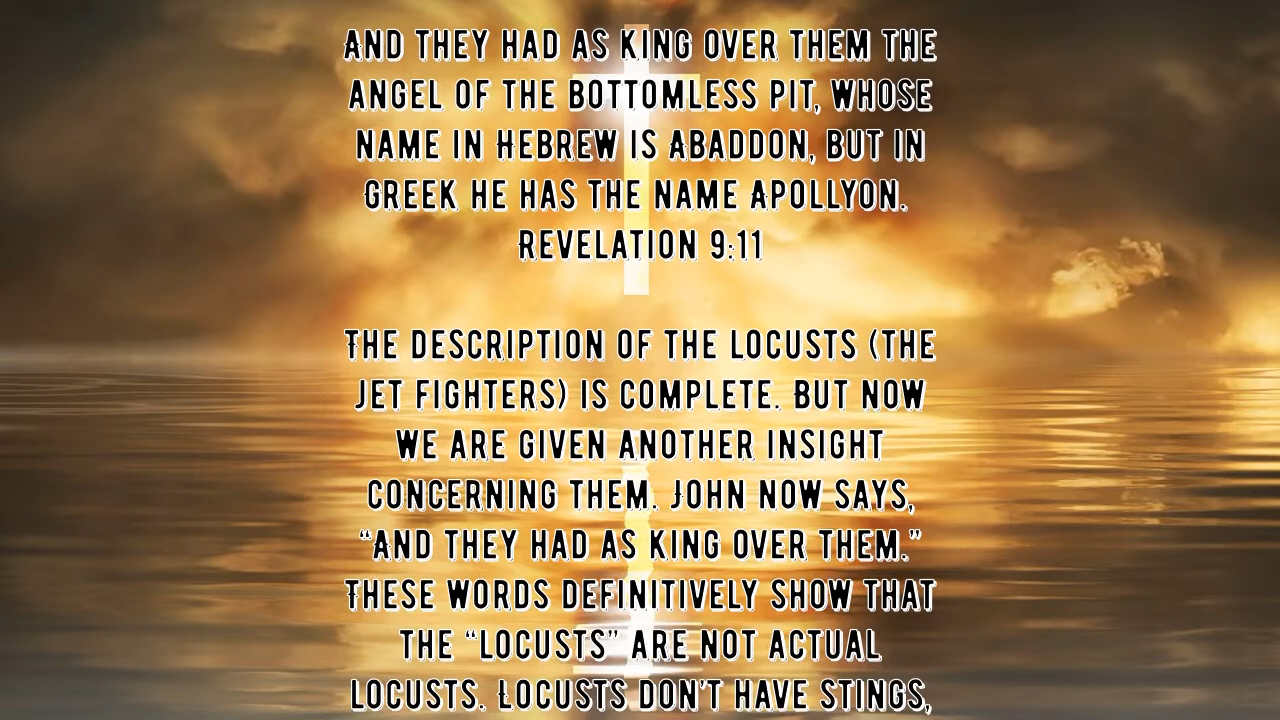 And they had as king over them the
angel of the bottomless pit, whose
name in Hebrew is Abaddon, but in
Greek he has the name Apollyon.
Revelation 9:11
The description of the locusts (the
jet fighters) is complete. But now
we are given another insight
concerning them. John now says,
“And they had as king over them.”
These words definitively show that
the “locusts” are not actual
locusts. Locusts don’t have stings,